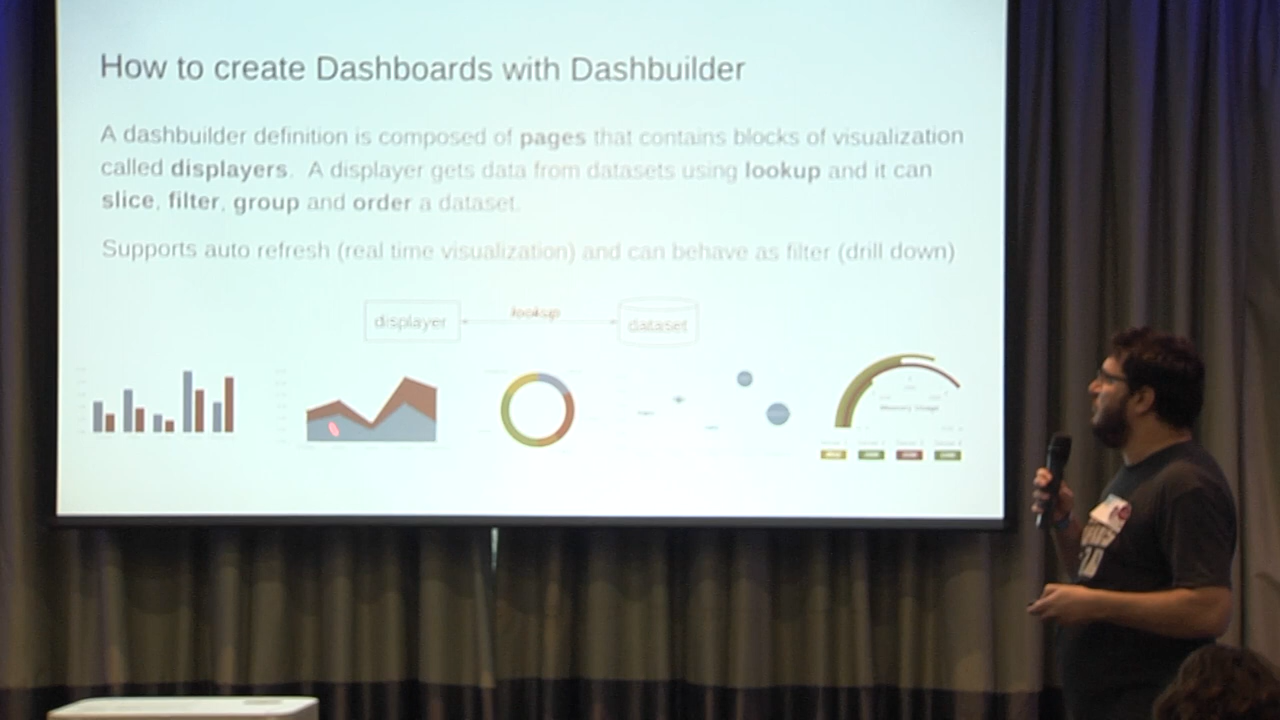 How to create Dashboards with Dashbuilder
A dashbuilder definition is composed of pages that contains blocks of visualization
called displayers. A displayer gets data from datasets using lookup and it can
slice, filter, group and order a dataset.
Supports auto refresh (real time visualization) and can behave as filter (drill down)
displayer
lookup
dataset
Memory Usage